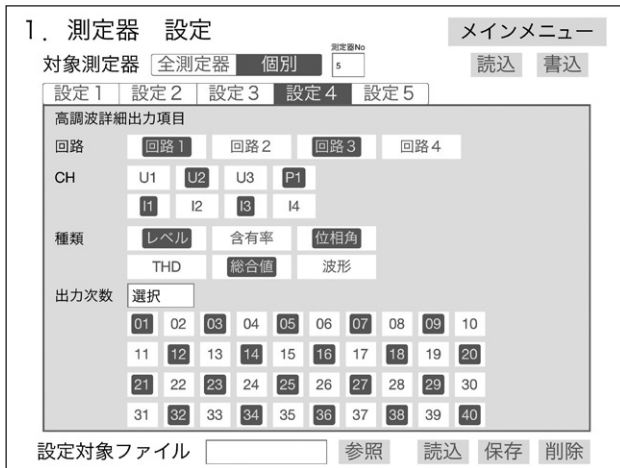 1. 測定器 設定 メインメニュー
測定器No
対象測定器 全測定器 個別 5 読込 書込
設定1 設定2 設定3 設定4 設定5
高調波詳細出力項目
回路 回路1 回路2 回路3 回路4
CH U1 U2 U3 P1
I1 I2 I3 I4
種類 レベル 含有率 位相角
THD 総合値 波形
出力次数 選択
01 02 03 04 05 06 07 08 09 10
11 12 13 14 15 16 17 18 19 20
21 22 23 24 25 26 27 28 29 30
31 32 33 34 35 36 37 38 39 40
設定対象ファイル 参照 読込 保存 削除